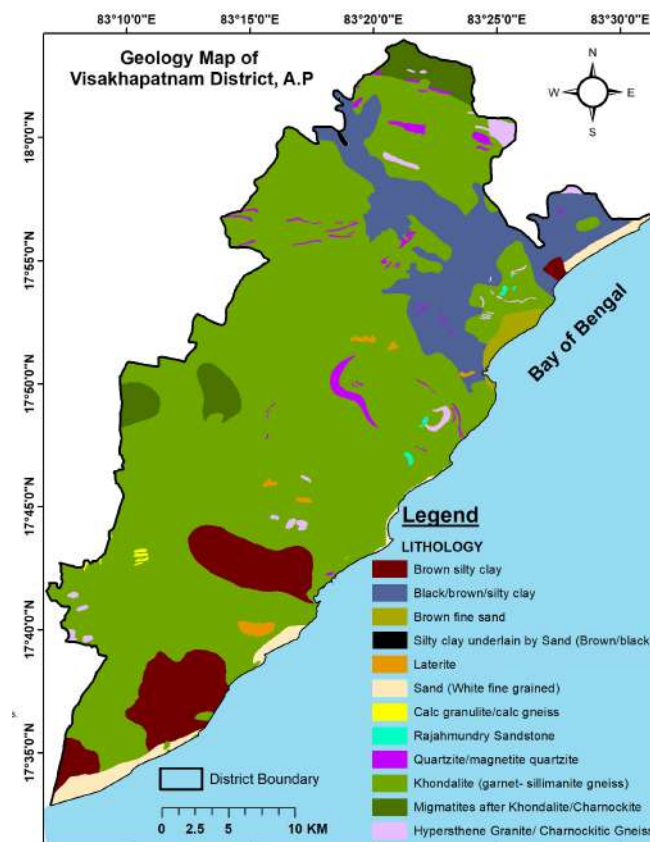 83°10'0"E 83°15'0"E 83°20'0"E 83°25'0"E 83°30'0"E
Geology Map of
Visakhapatnam District, A.P
N
W E
S
18°0'0"N
17°55'0"N
17°50'0"N
17°45'0"N
17°40'0"N
17°35'0"N
Bay of Bengal
Legend
LITHOLOGY
Brown silty clay
Black/brown/silty clay
Brown fine sand
Silty clay underlain by Sand (Brown/black
Laterite
Sand (White fine grained)
Calc granulite/calc gneiss
Rajahmundry Sandstone
Quartzite/magnetite quartzite
Khondalite (garnet- sillimanite gneiss)
Migmatites after Khondalite/Charnockite
Hypersthene Granite/ Charnockitic Gneiss
District Boundary
0 2.5 5 10 KM